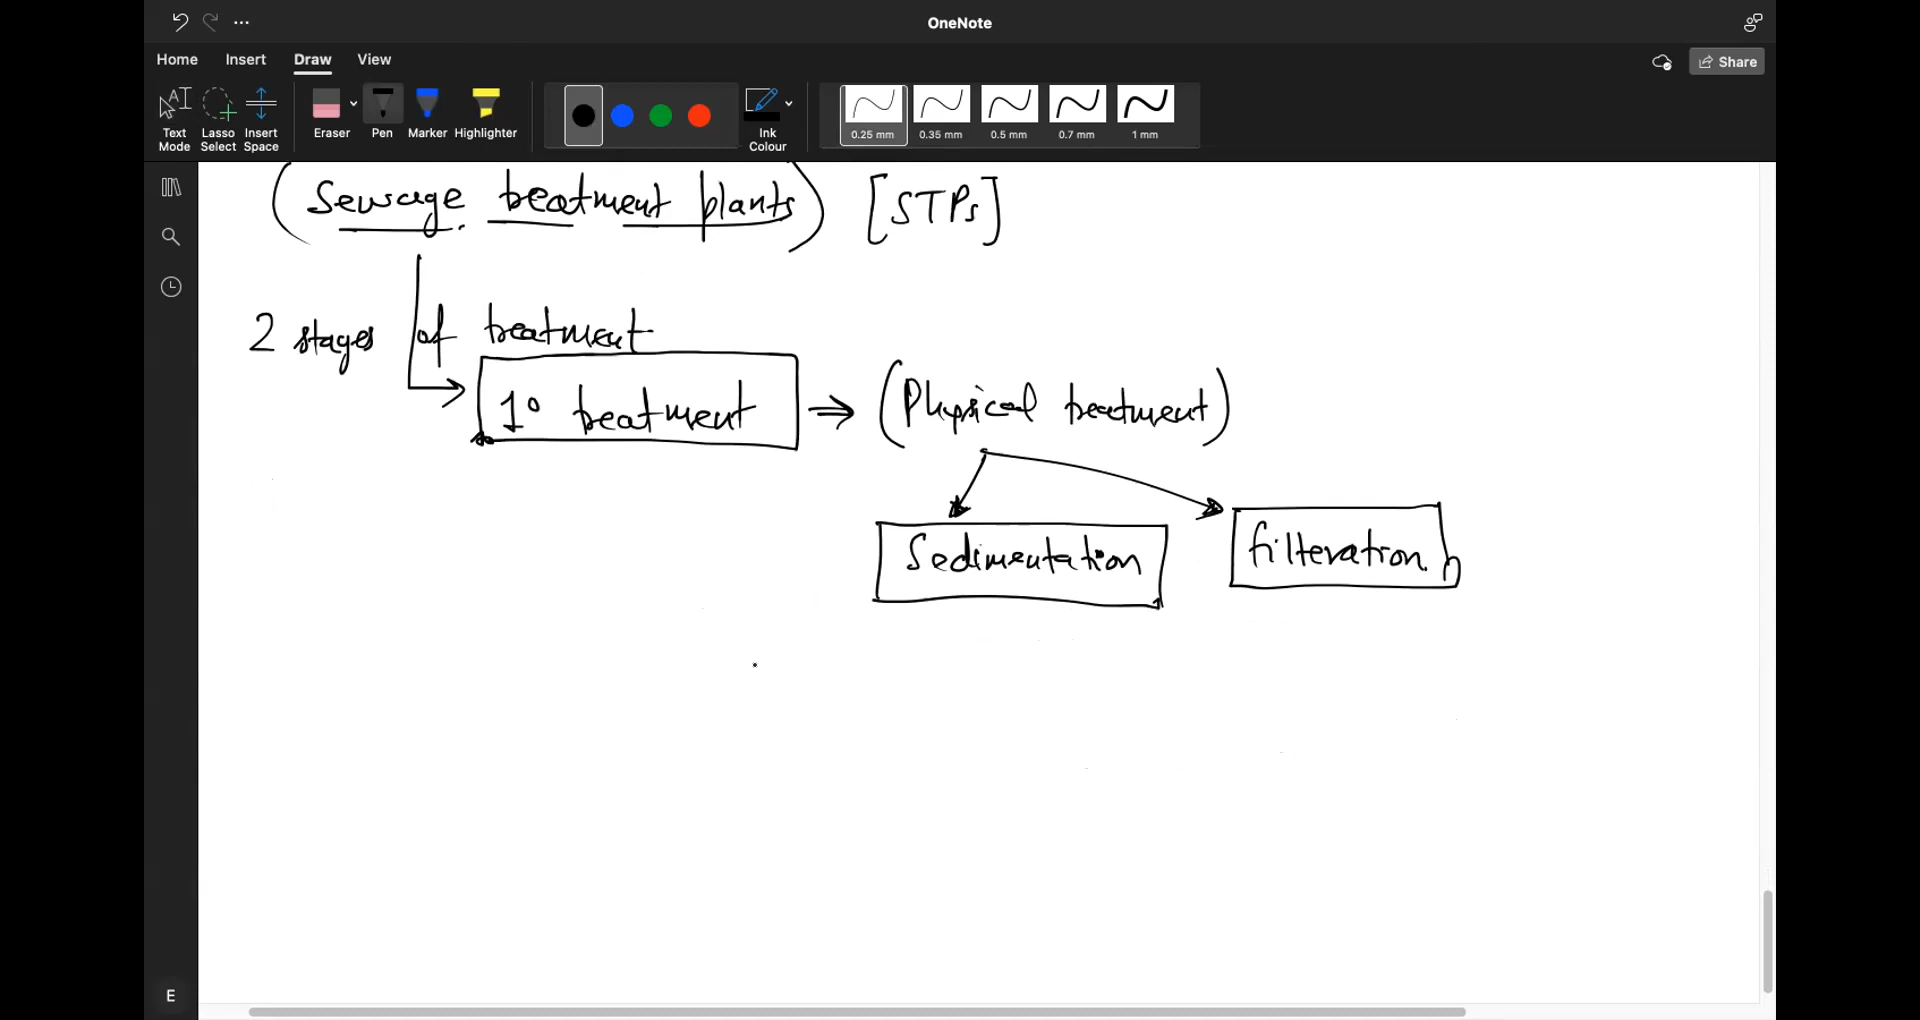 OneNote
Home Insert Draw View
Share
Text Mode
Lasso Select
Insert Space
Eraser
Pen
Marker
Highlighter
Ink Colour
0.25 mm
0.35 mm
0.5 mm
0.7 mm
1 mm
(Sewage treatment plants) [STPs]
2 stages of treatment
1° treatment ⇒ (Physical treatment)
Sedimentation
filteration.
E